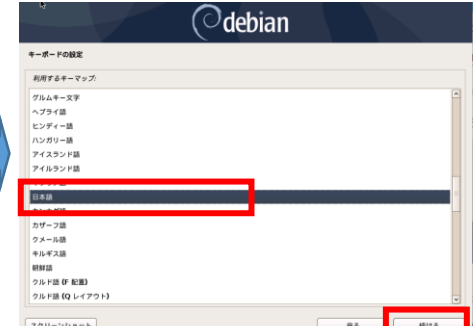 debian
キーボードの設定
利用するキーマップ:
グルムキー文字
ヘブライ語
ヒンディー語
ハンガリー語
アイスランド語
アイルランド語
日本語
カザーフ語
クメール語
キルギス語
朝鮮語
クルド語 (F 配置)
クルド語 (Q レイアウト)
スクリーンショット
戻る
続ける